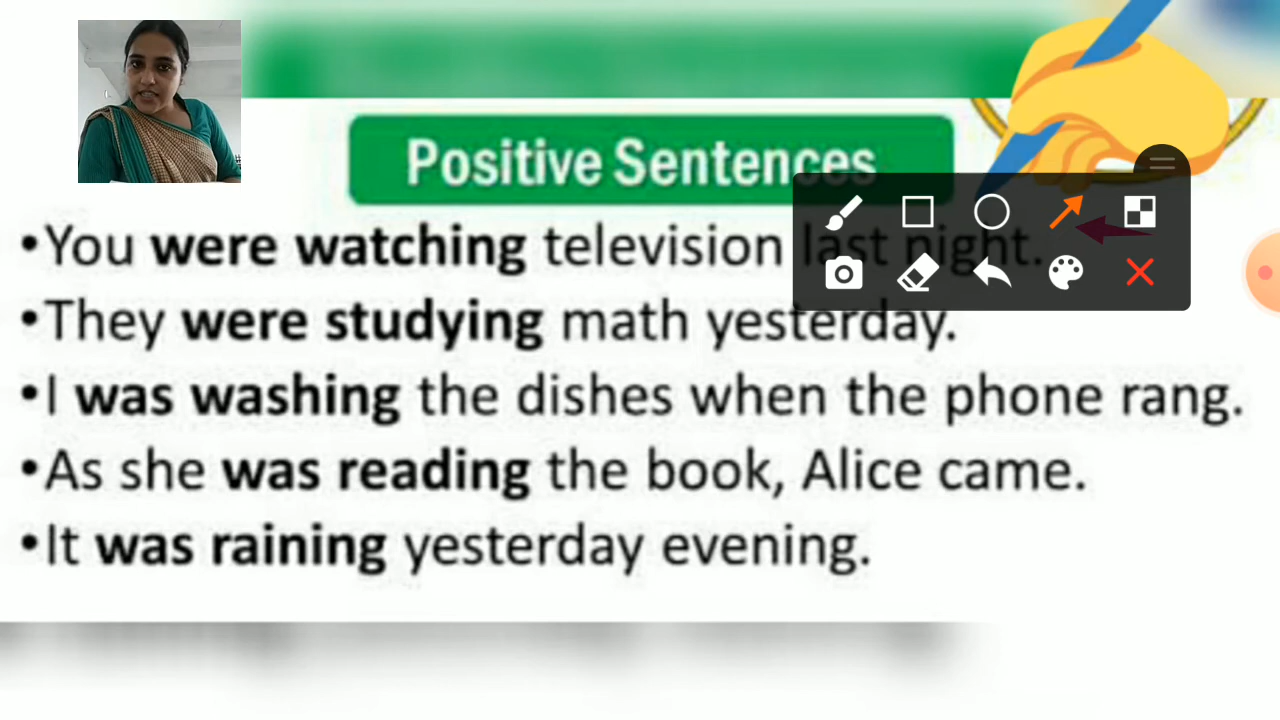 Positive Sentences
•You were watching television last night.
•They were studying math yesterday.
•I was washing the dishes when the phone rang.
•As she was reading the book, Alice came.
•It was raining yesterday evening.